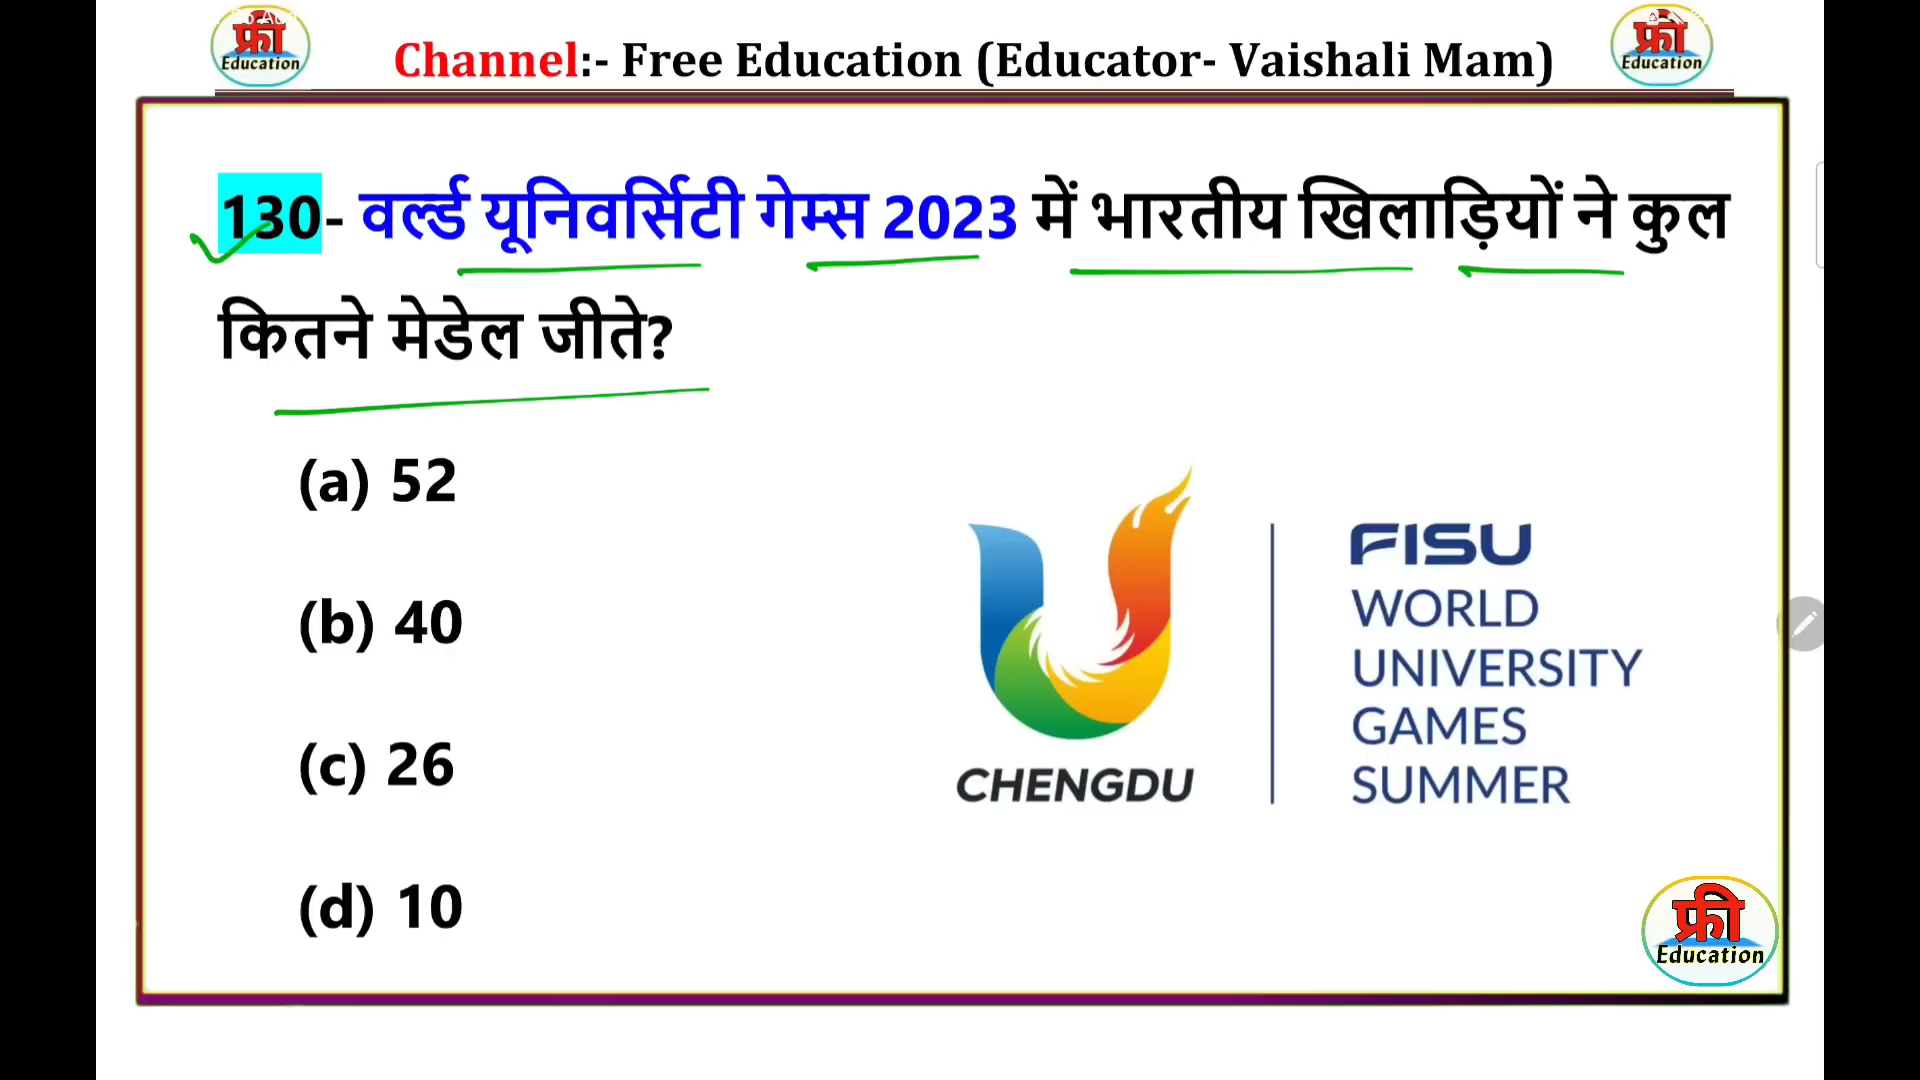 फ्री
Education
Channel:- Free Education (Educator- Vaishali Mam)
फ्री
Education
130- वर्ल्ड यूनिवर्सिटी गेम्स 2023 में भारतीय खिलाड़ियों ने कुल
कितने मेडेल जीते?
(a) 52
(b) 40
(c) 26
(d) 10
CHENGDU
FISU
WORLD
UNIVERSITY
GAMES
SUMMER
फ्री
Education